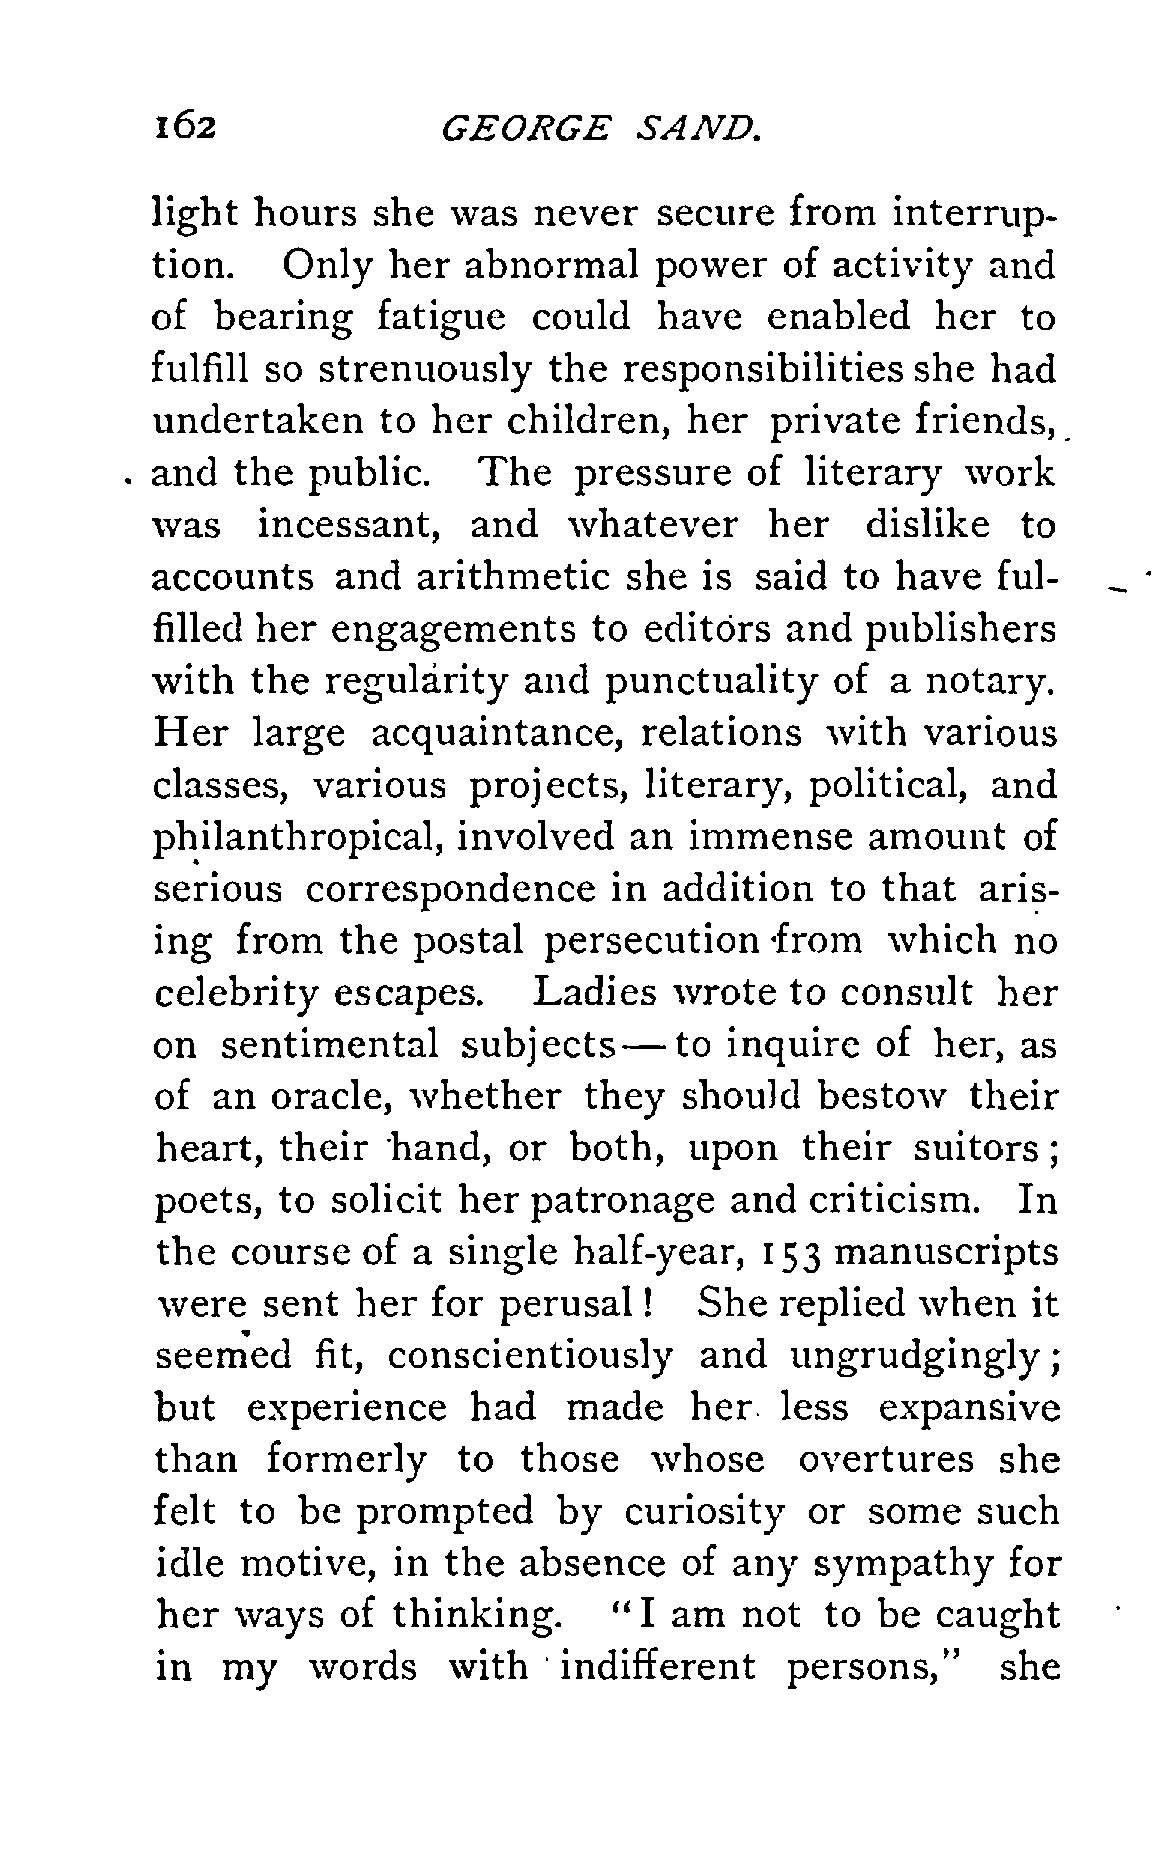 162 GEORGE SAND.
light hours she was never secure from interrup-
tion. Only her abnormal power of activity and
of bearing fatigue could have enabled her to
fulfill so strenuously the responsibilities she had
undertaken to her children, her private friends,
and the public. The pressure of literary work
was incessant, and whatever her dislike to
accounts and arithmetic she is said to have ful-
filled her engagements to editors and publishers
with the regularity and punctuality of a notary.
Her large acquaintance, relations with various
classes, various projects, literary, political, and
philanthropical, involved an immense amount of
serious correspondence in addition to that aris-
ing from the postal persecution from which no
celebrity escapes. Ladies wrote to consult her
on sentimental subjects — to inquire of her, as
of an oracle, whether they should bestow their
heart, their hand, or both, upon their suitors ;
poets, to solicit her patronage and criticism. In
the course of a single half-year, 153 manuscripts
were sent her for perusal ! She replied when it
seemed fit, conscientiously and ungrudgingly ;
but experience had made her less expansive
than formerly to those whose overtures she
felt to be prompted by curiosity or some such
idle motive, in the absence of any sympathy for
her ways of thinking. "I am not to be caught
in my words with indifferent persons," she